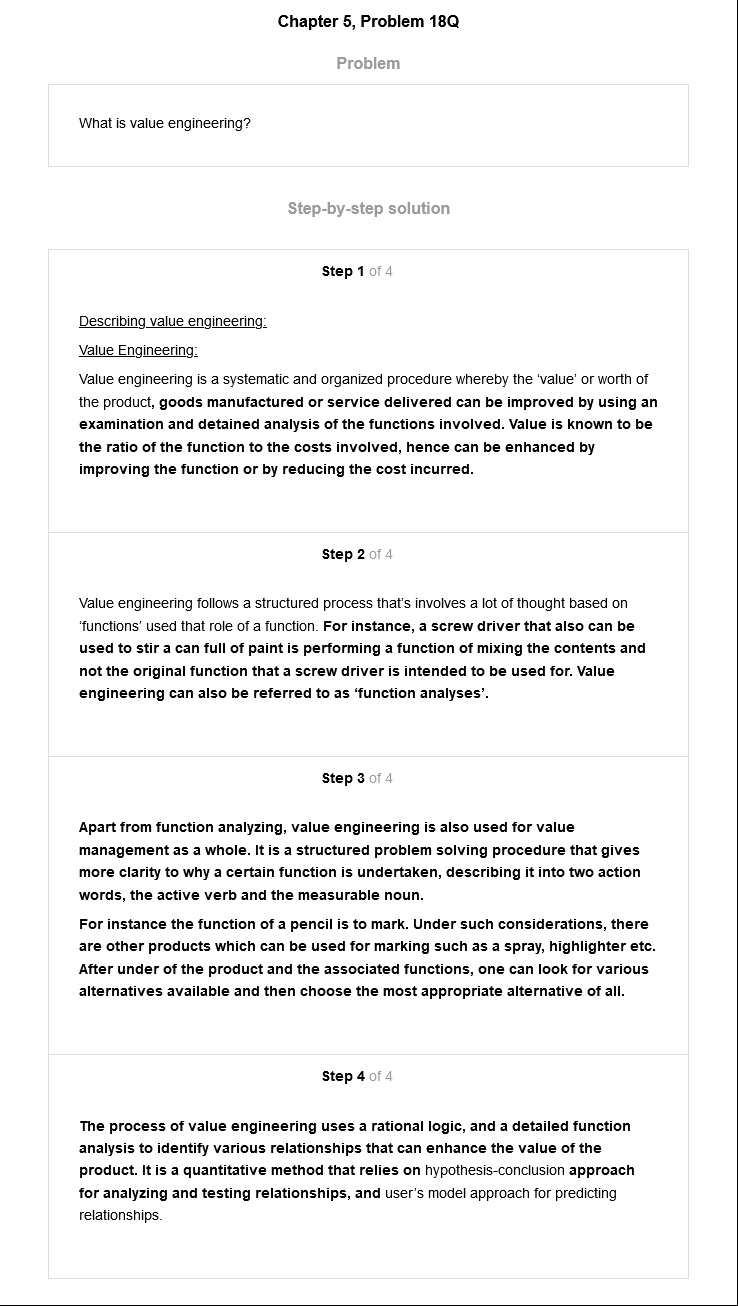 Chapter 5, Problem 18Q
Problem
What is value engineering?
Step-by-step solution
Step 1 of 4
Describing value engineering:
Value Engineering:
Value engineering is a systematic and organized procedure whereby the ‘value’ or worth of
the product, goods manufactured or service delivered can be improved by using an
examination and detained analysis of the functions involved. Value is known to be
the ratio of the function to the costs involved, hence can be enhanced by
improving the function or by reducing the cost incurred.
Step 2 of 4
Value engineering follows a structured process that’s involves a lot of thought based on
‘functions’ used that role of a function. For instance, a screw driver that also can be
used to stir a can full of paint is performing a function of mixing the contents and
not the original function that a screw driver is intended to be used for. Value
engineering can also be referred to as ‘function analyses’.
Step 3 of 4
Apart from function analyzing, value engineering is also used for value
management as a whole. It is a structured problem solving procedure that gives
more clarity to why a certain function is undertaken, describing it into two action
words, the active verb and the measurable noun.
For instance the function of a pencil is to mark. Under such considerations, there
are other products which can be used for marking such as a spray, highlighter etc.
After under of the product and the associated functions, one can look for various
alternatives available and then choose the most appropriate alternative of all.
Step 4 of 4
The process of value engineering uses a rational logic, and a detailed function
analysis to identify various relationships that can enhance the value of the
product. It is a quantitative method that relies on hypothesis-conclusion approach
for analyzing and testing relationships, and user’s model approach for predicting
relationships.